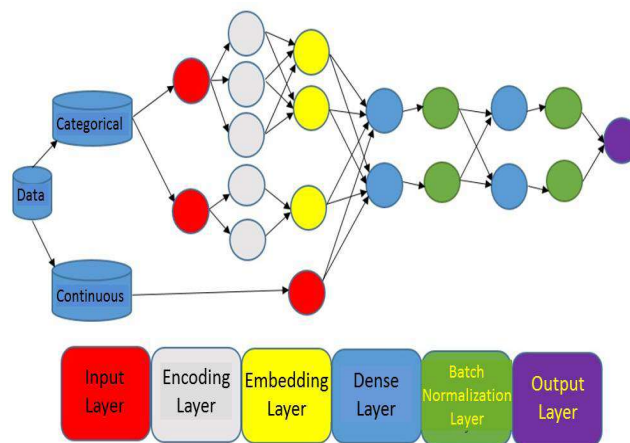 Categorical
Data
Continuous
Input
Layer
Encoding
Layer
Embedding
Layer
Dense
Layer
Batch
Normalization
Layer
Output
Layer